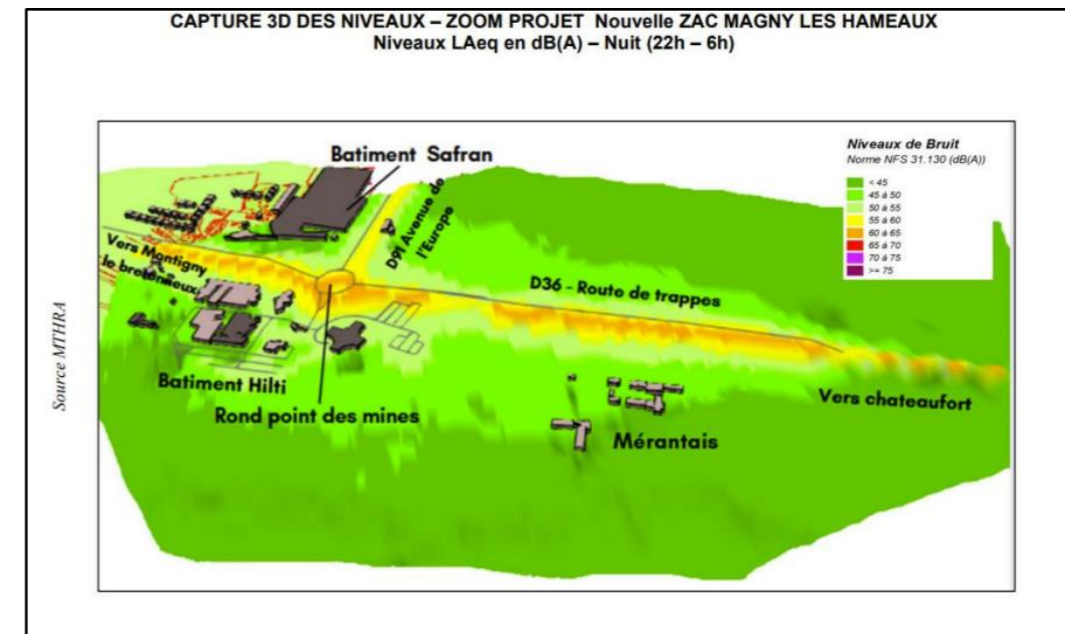 CAPTURE 3D DES NIVEAUX – ZOOM PROJET Nouvelle ZAC MAGNY LES HAMEAUX
Niveaux LAeq en dB(A) – Nuit (22h – 6h)
Niveaux de Bruit
Norme NFS 31.130 (dB(A))
< 45
45 à 50
50 à 55
55 à 60
60 à 65
65 à 70
70 à 75
>= 75
Batiment Safran
D91 Avenue de
l'Europe
Vers Montigny
le bretonneux
D36 - Route de trappes
Batiment Hilti
Rond point des mines
Mérantais
Vers chateaufort
Source MTHRA